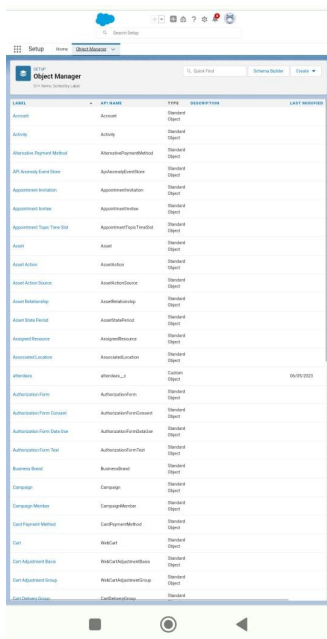 Search Setup
Setup Home Object Manager
SETUP
Object Manager
Quick Find
Schema Builder
Create
LABEL API NAME TYPE DESCRIPTION LAST MODIFIED
Account Account Standard Object
Activity Activity Standard Object
Alternative Payment Method AlternativePaymentMethod Standard Object
API Anomaly Event Store ApiAnomalyEventStore Standard Object
Appointment Invitation AppointmentInvitation Standard Object
Appointment Invitee AppointmentInvitee Standard Object
Appointment Topic Time Slot AppointmentTopicTimeSlot Standard Object
Asset Asset Standard Object
Asset Action AssetAction Standard Object
Asset Action Source AssetActionSource Standard Object
Asset Relationship AssetRelationship Standard Object
Asset State Period AssetStatePeriod Standard Object
Assigned Resource AssignedResource Standard Object
Associated Location AssociatedLocation Standard Object
Custom Object
Authorization Form AuthorizationForm Standard Object
Authorization Form Consent AuthorizationFormConsent Standard Object
Authorization Form Data Use AuthorizationFormDataUse Standard Object
Authorization Form Text AuthorizationFormText Standard Object
Business Brand BusinessBrand Standard Object
Campaign Campaign Standard Object
Campaign Member CampaignMember Standard Object
Card Payment Method CardPaymentMethod Standard Object
Cart WebCart Standard Object
Cart Adjustment Basis WebCartAdjustmentBasis Standard Object
Cart Adjustment Group WebCartAdjustmentGroup Standard Object
Cart Delivery Group CartDeliveryGroup Standard